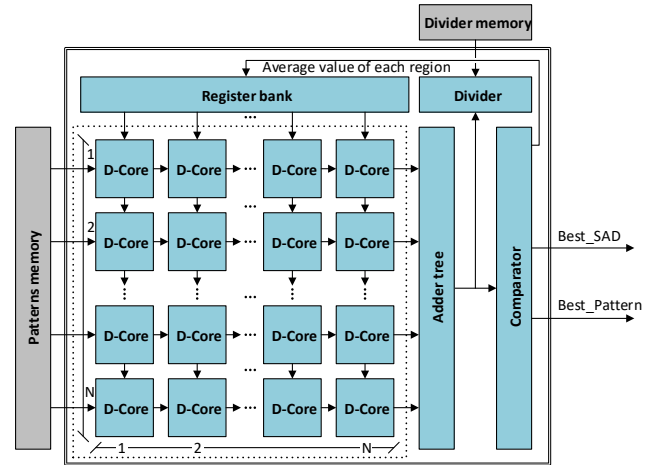 Divider memory
Average value of each region
Register bank
Divider
...
1
D-Core D-Core ... D-Core D-Core
2
D-Core D-Core ... D-Core D-Core
... ... ... ...
D-Core D-Core ... D-Core D-Core
N
D-Core D-Core ... D-Core D-Core
1 2 N
Patterns memory
Adder tree
Comparator
Best_SAD
Best_Pattern